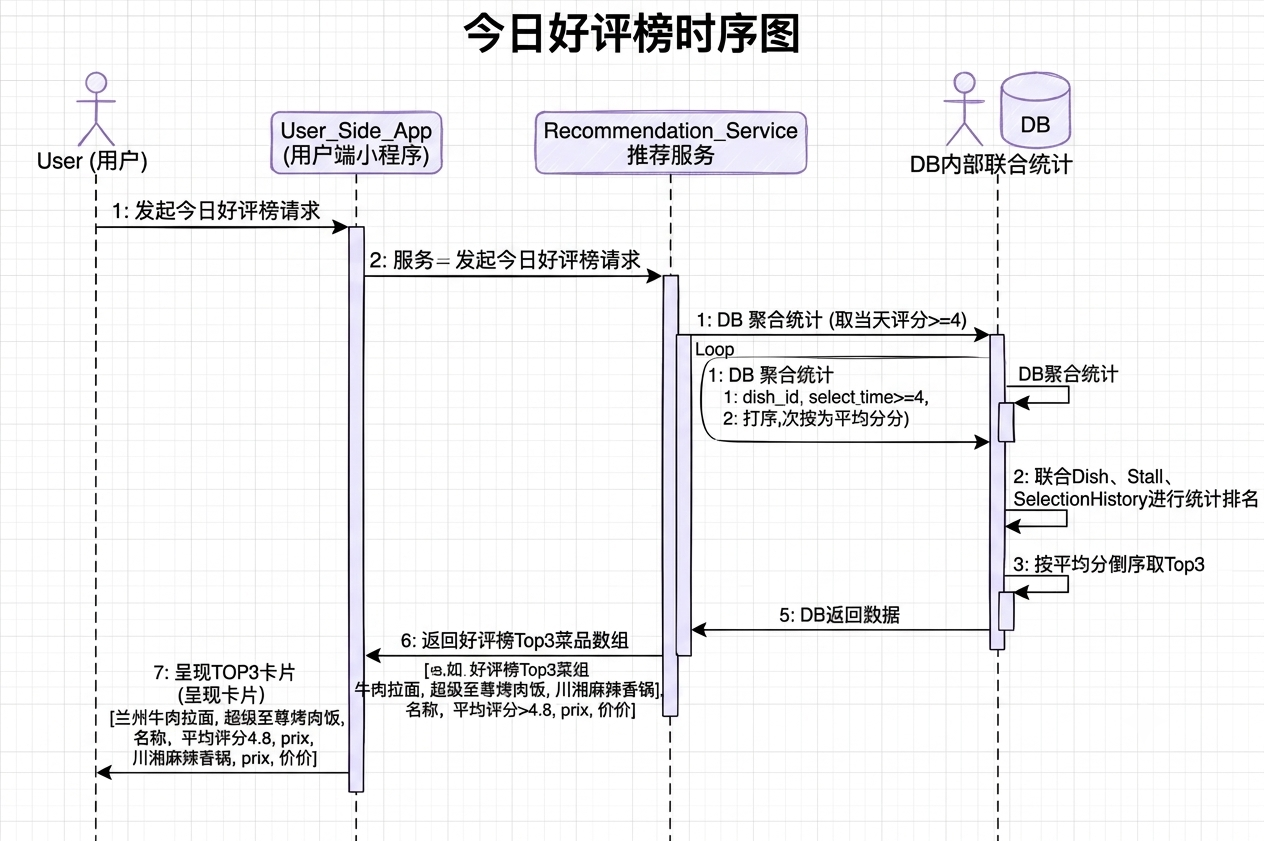 今日好评榜时序图
User (用户)
User_Side_App
(用户端小程序)
Recommendation_Service
推荐服务
DB
DB内部联合统计
1: 发起今日好评榜请求
2: 服务= 发起今日好评榜请求
1: DB 聚合统计 (取当天评分>=4)
Loop
1: DB 聚合统计
1: dish_id, select_time>=4,
2: 打序,次按为平均分分)
DB聚合统计
2: 联合Dish、Stall、
SelectionHistory进行统计排名
3: 按平均分倒序取Top3
5: DB返回数据
6: 返回好评榜Top3菜品数组
如. 好评榜Top3菜组
牛肉拉面, 超级至尊烤肉饭, 川湘麻辣香锅],
名称，平均评分>4.8, prix, 价价]
7: 呈现TOP3卡片
(呈现卡片)
[兰州牛肉拉面, 超级至尊烤肉饭,
名称，平均评分4.8, prix,
川湘麻辣香锅, prix, 价价]